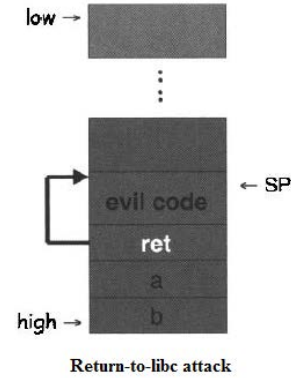 low →
evil code
← SP
ret
a
high →
b
Return-to-libc attack